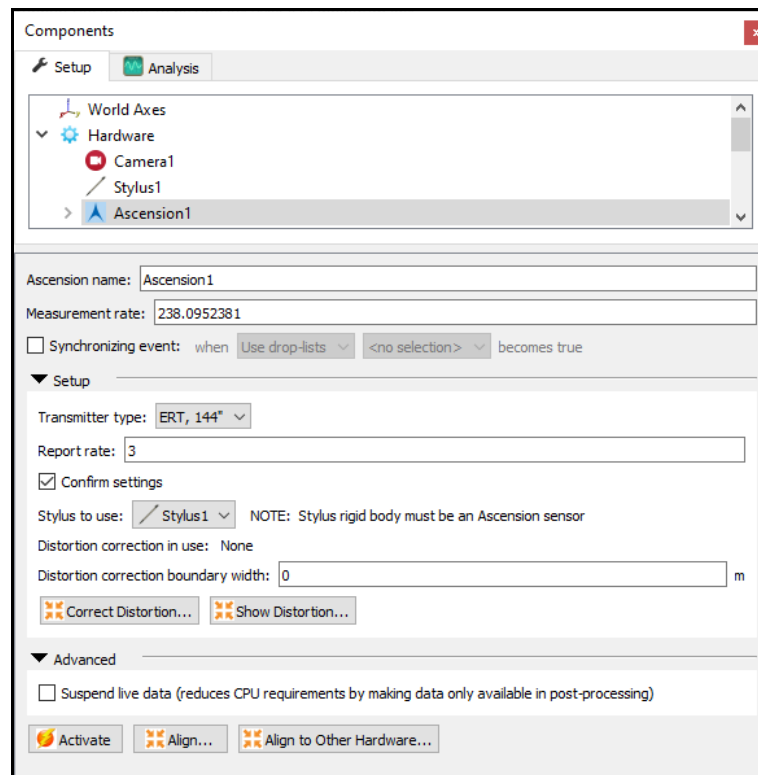 Components
Setup Analysis
World Axes
Hardware
Camera1
Stylus1
Ascension1
Ascension name: Ascension1
Measurement rate: 238.0952381
Synchronizing event: when Use drop-lists <no selection> becomes true
Setup
Transmitter type: ERT, 144"
Report rate: 3
Confirm settings
Stylus to use: Stylus1 NOTE: Stylus rigid body must be an Ascension sensor
Distortion correction in use: None
Distortion correction boundary width: 0 m
Correct Distortion... Show Distortion...
Advanced
Suspend live data (reduces CPU requirements by making data only available in post-processing)
Activate Align... Align to Other Hardware...